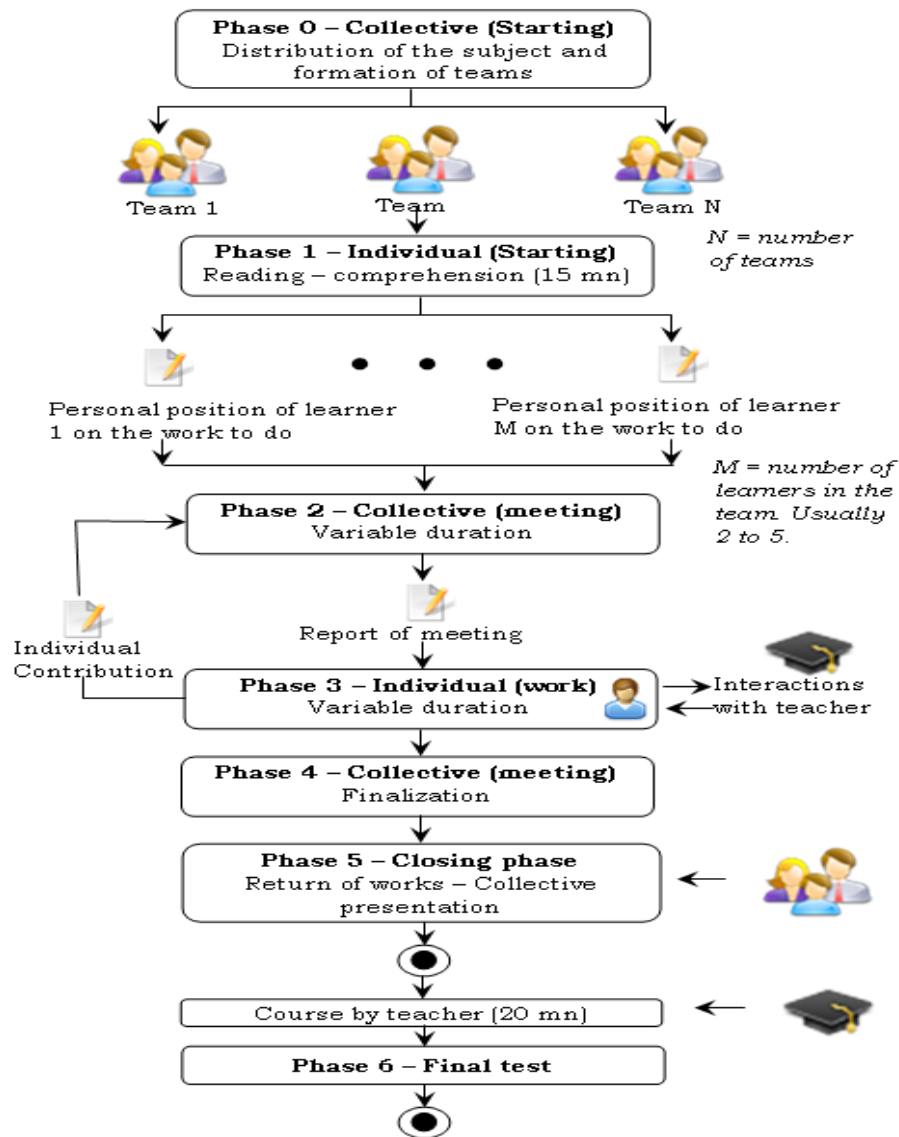 Phase 0 – Collective (Starting)
Distribution of the subject and
formation of teams
Team 1
Team
Team N
N = number
of teams
Phase 1 – Individual (Starting)
Reading – comprehension (15 mn)
Personal position of learner
1 on the work to do
Personal position of learner
M on the work to do
M = number of
learners in the
team. Usually
2 to 5.
Phase 2 – Collective (meeting)
Variable duration
Individual
Contribution
Report of meeting
Phase 3 – Individual (work)
Variable duration
Interactions
with teacher
Phase 4 – Collective (meeting)
Finalization
Phase 5 – Closing phase
Return of works – Collective
presentation
Course by teacher (20 mn)
Phase 6 – Final test